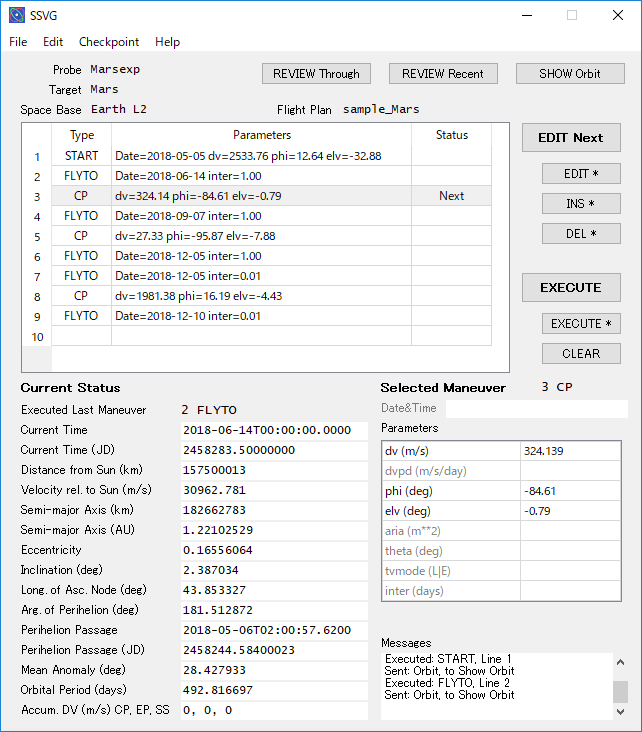 SSVG
File Edit Checkpoint Help
Probe Marsexp REVIEW Through REVIEW Recent SHOW Orbit
Target Mars
Space Base Earth L2 Flight Plan sample_Mars
Type Parameters Status
1 START Date=2018-05-05 dv=2533.76 phi=12.64 elv=-32.88
2 FLYTO Date=2018-06-14 inter=1.00
3 CP dv=324.14 phi=-84.61 elv=-0.79 Next
4 FLYTO Date=2018-09-07 inter=1.00
5 CP dv=27.33 phi=-95.87 elv=-7.88
6 FLYTO Date=2018-12-05 inter=1.00
7 FLYTO Date=2018-12-05 inter=0.01
8 CP dv=1981.38 phi=16.19 elv=-4.43
9 FLYTO Date=2018-12-10 inter=0.01
10
EDIT Next
EDIT *
INS *
DEL *
EXECUTE
EXECUTE *
CLEAR
Current Status
Executed Last Maneuver 2 FLYTO
Current Time 2018-06-14T00:00:00.0000
Current Time (JD) 2458283.50000000
Distance from Sun (km) 157500013
Velocity rel. to Sun (m/s) 30962.781
Semi-major Axis (km) 182662783
Semi-major Axis (AU) 1.22102529
Eccentricity 0.16556064
Inclination (deg) 2.387034
Long. of Asc. Node (deg) 43.853327
Arg. of Perihelion (deg) 181.512872
Perihelion Passage 2018-05-06T02:00:57.6200
Perihelion Passage (JD) 2458244.58400023
Mean Anomaly (deg) 28.427933
Orbital Period (days) 492.816697
Accum. DV (m/s) CP, EP, SS 0, 0, 0
Selected Maneuver 3 CP
Date&Time
Parameters
dv (m/s) 324.139
dvpd (m/s/day)
phi (deg) -84.61
elv (deg) -0.79
aria (m**2)
theta (deg)
tvmode (L|E)
inter (days)
Messages
Executed: START, Line 1
Sent: Orbit, to Show Orbit
Executed: FLYTO, Line 2
Sent: Orbit, to Show Orbit